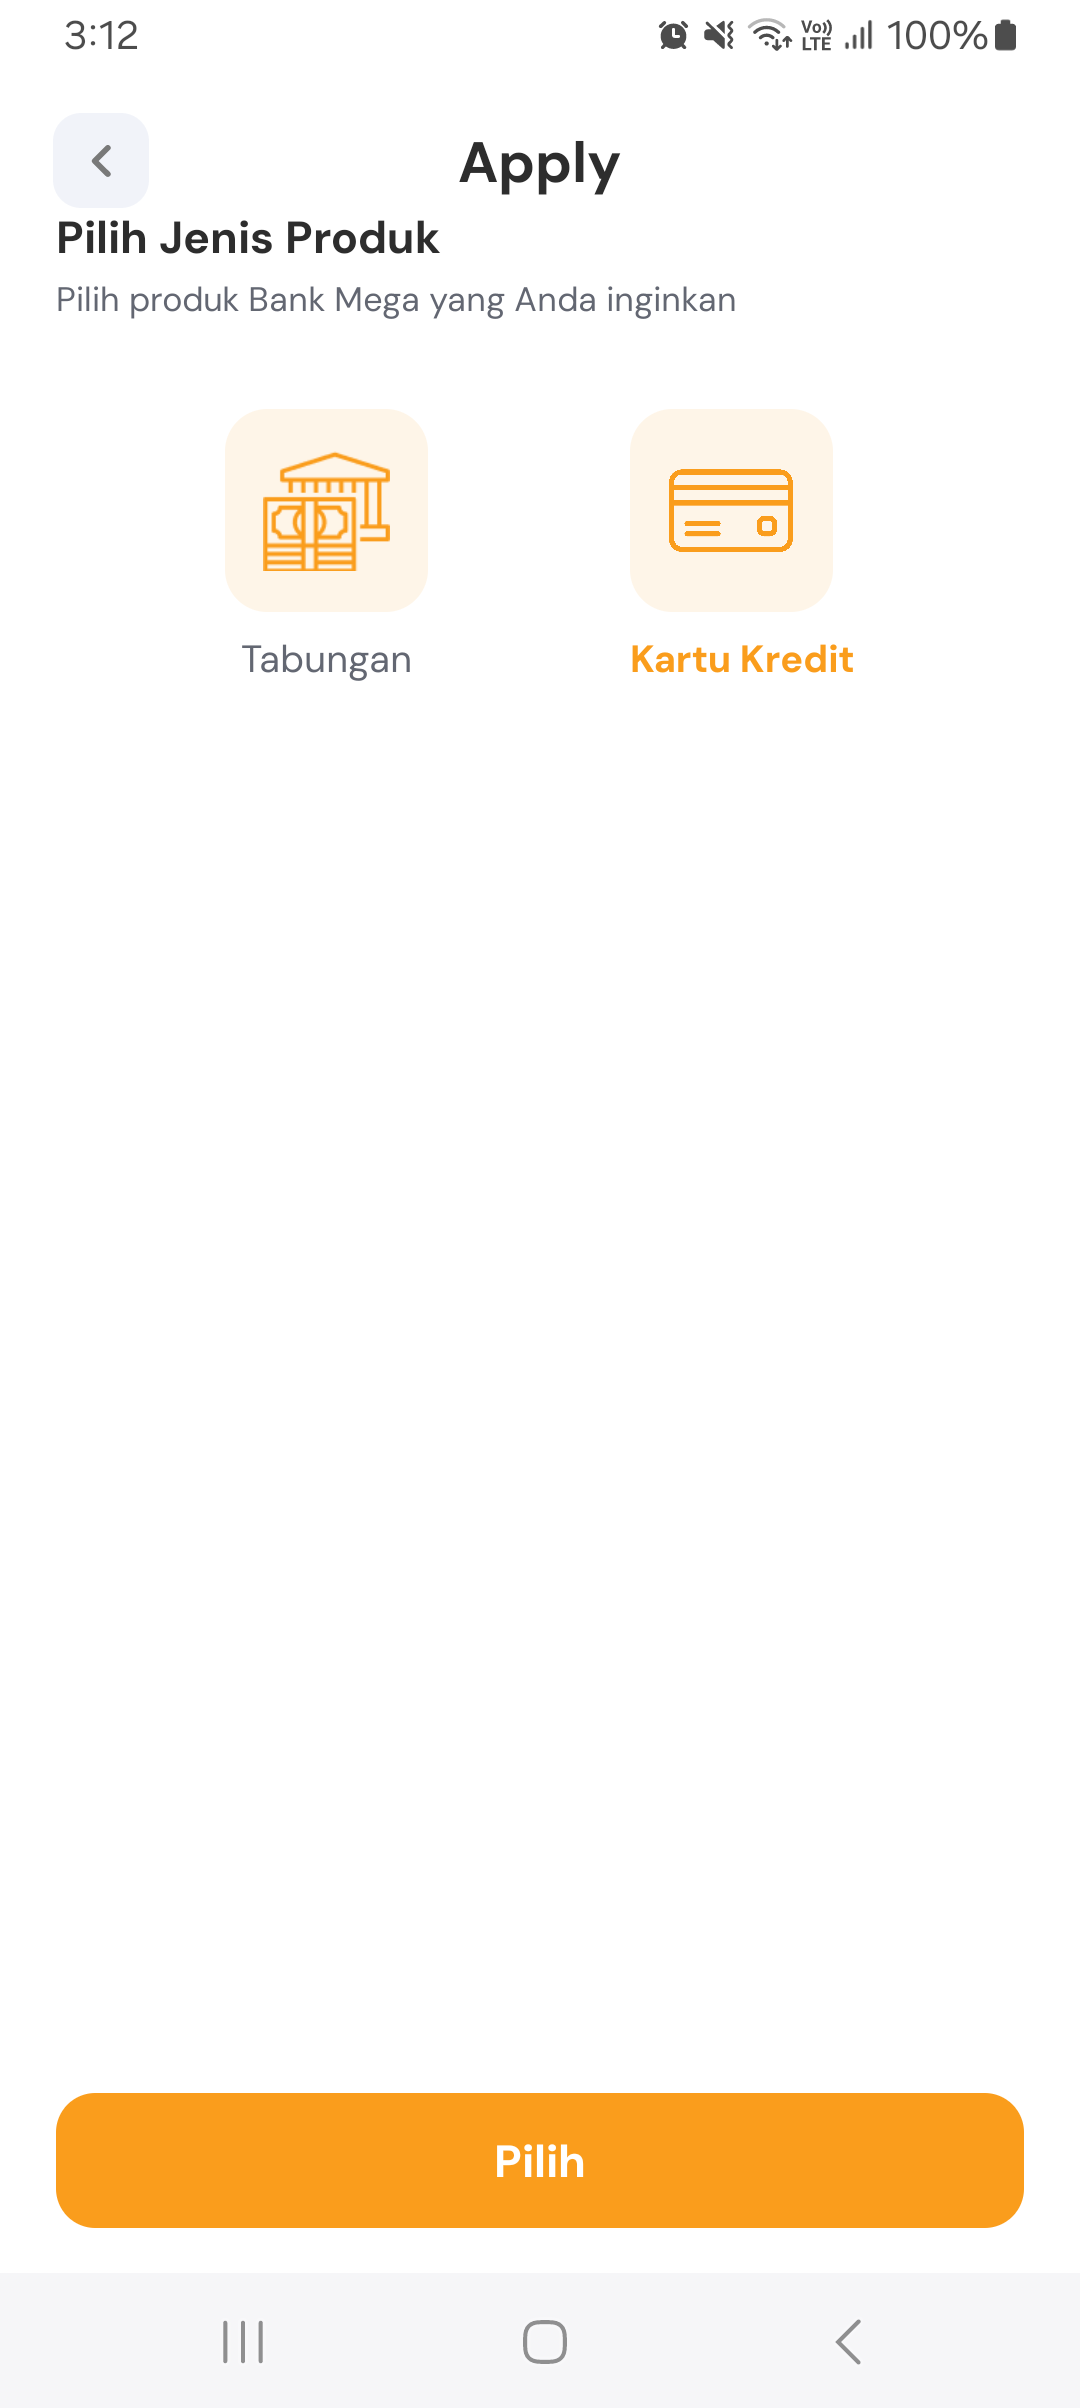 3:12
Vo)) LTE 100%
Apply
Pilih Jenis Produk
Pilih produk Bank Mega yang Anda inginkan
Tabungan
Kartu Kredit
Pilih